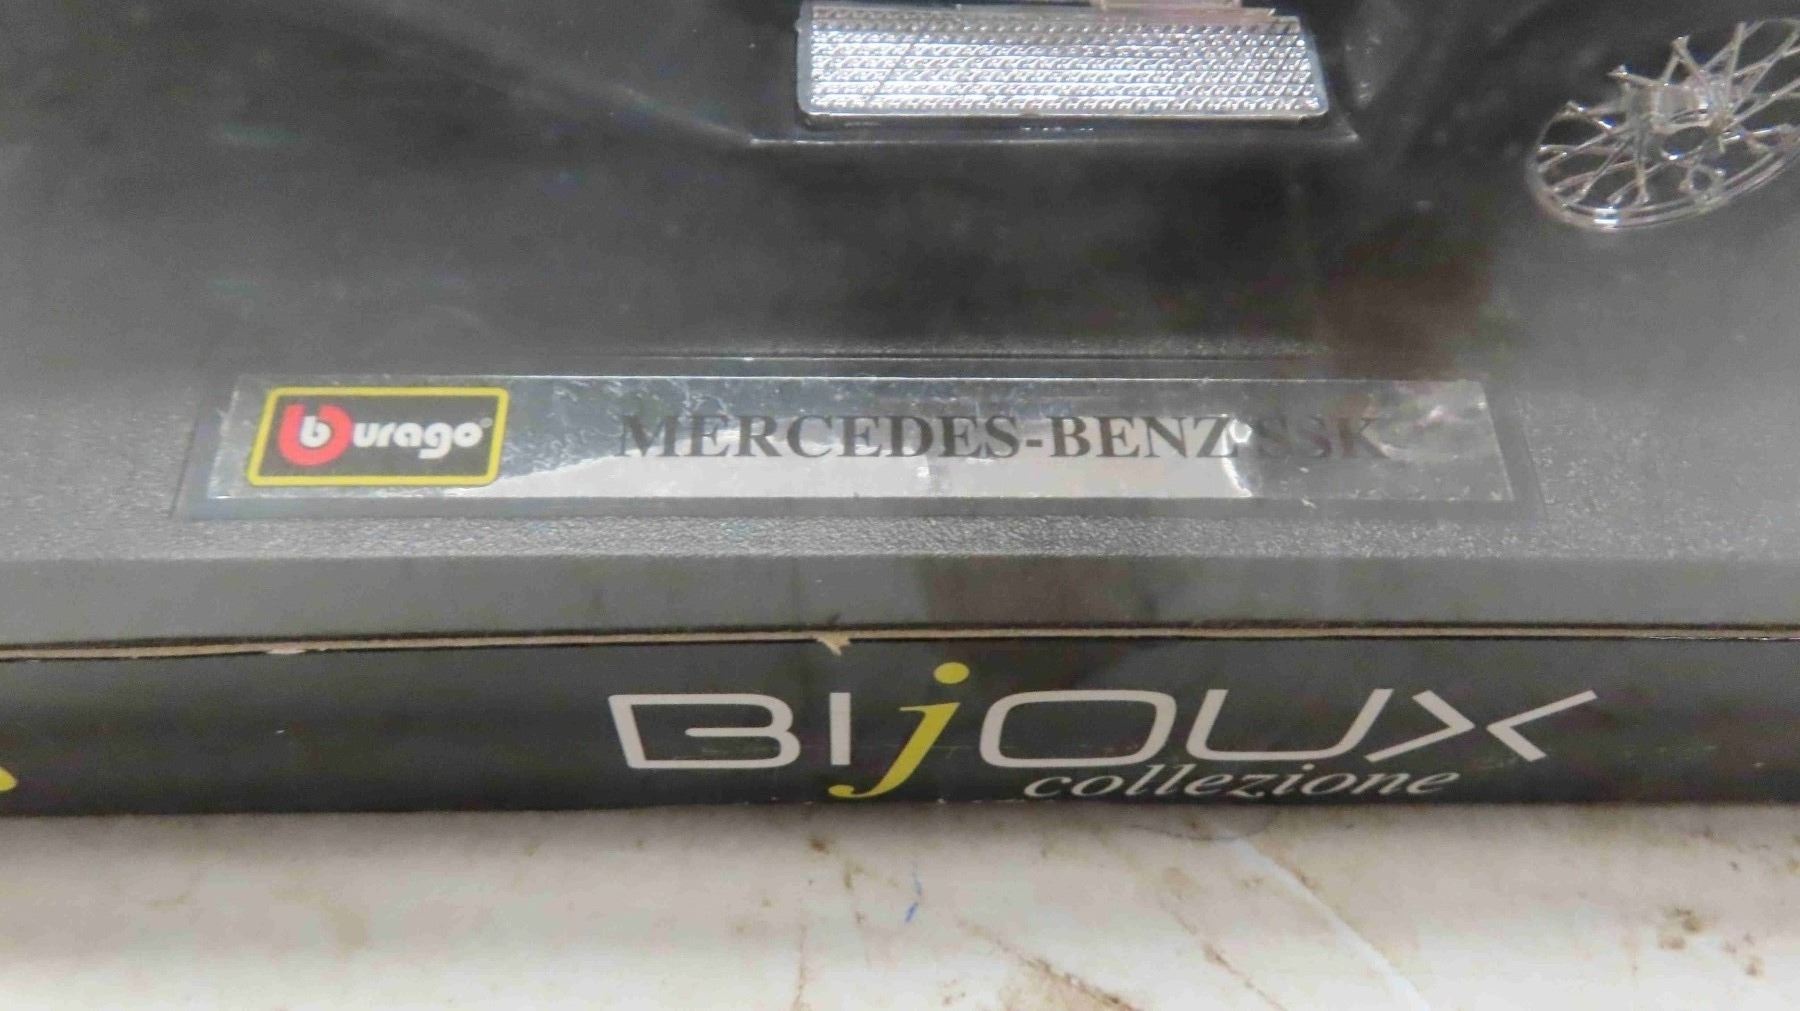 burago MERCEDES-BENZ SSK
BIjOUX
collezione